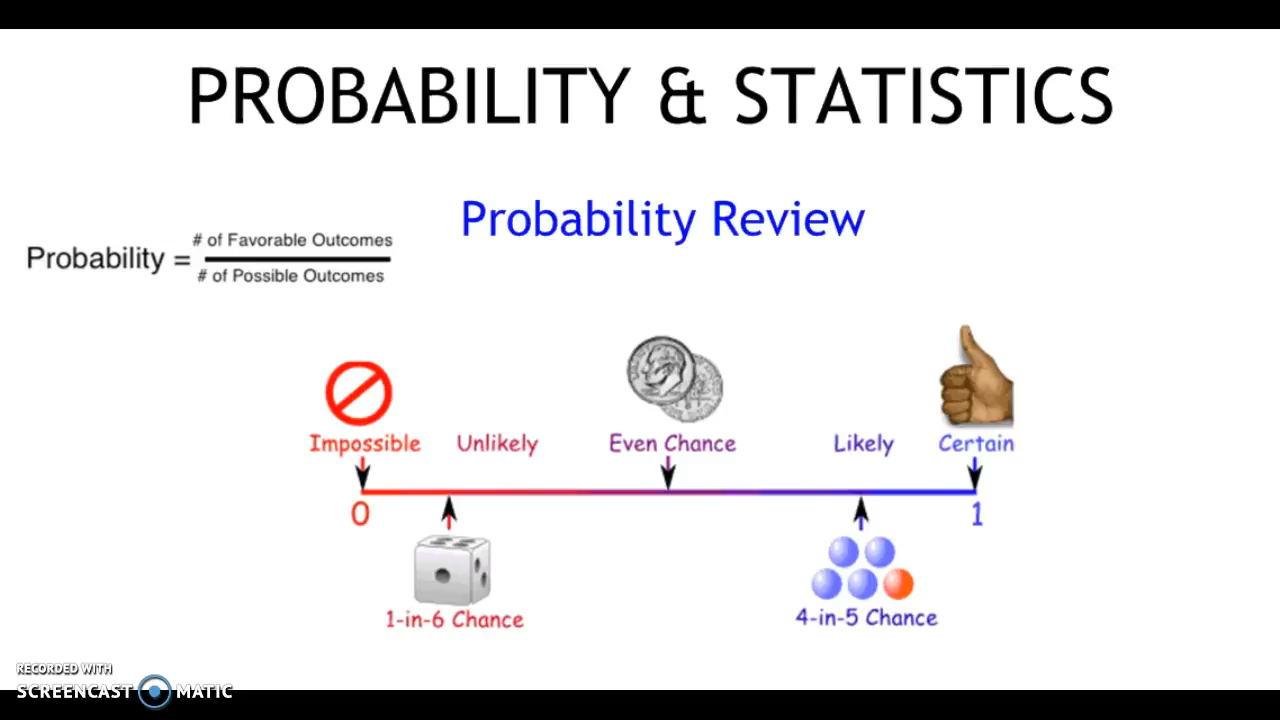 PROBABILITY & STATISTICS
Probability Review
Probability = # of Favorable Outcomes
# of Possible Outcomes
Impossible Unlikely Even Chance Likely Certain
0 1
1-in-6 Chance 4-in-5 Chance
RECORDED WITH
SCREENCAST MATIC